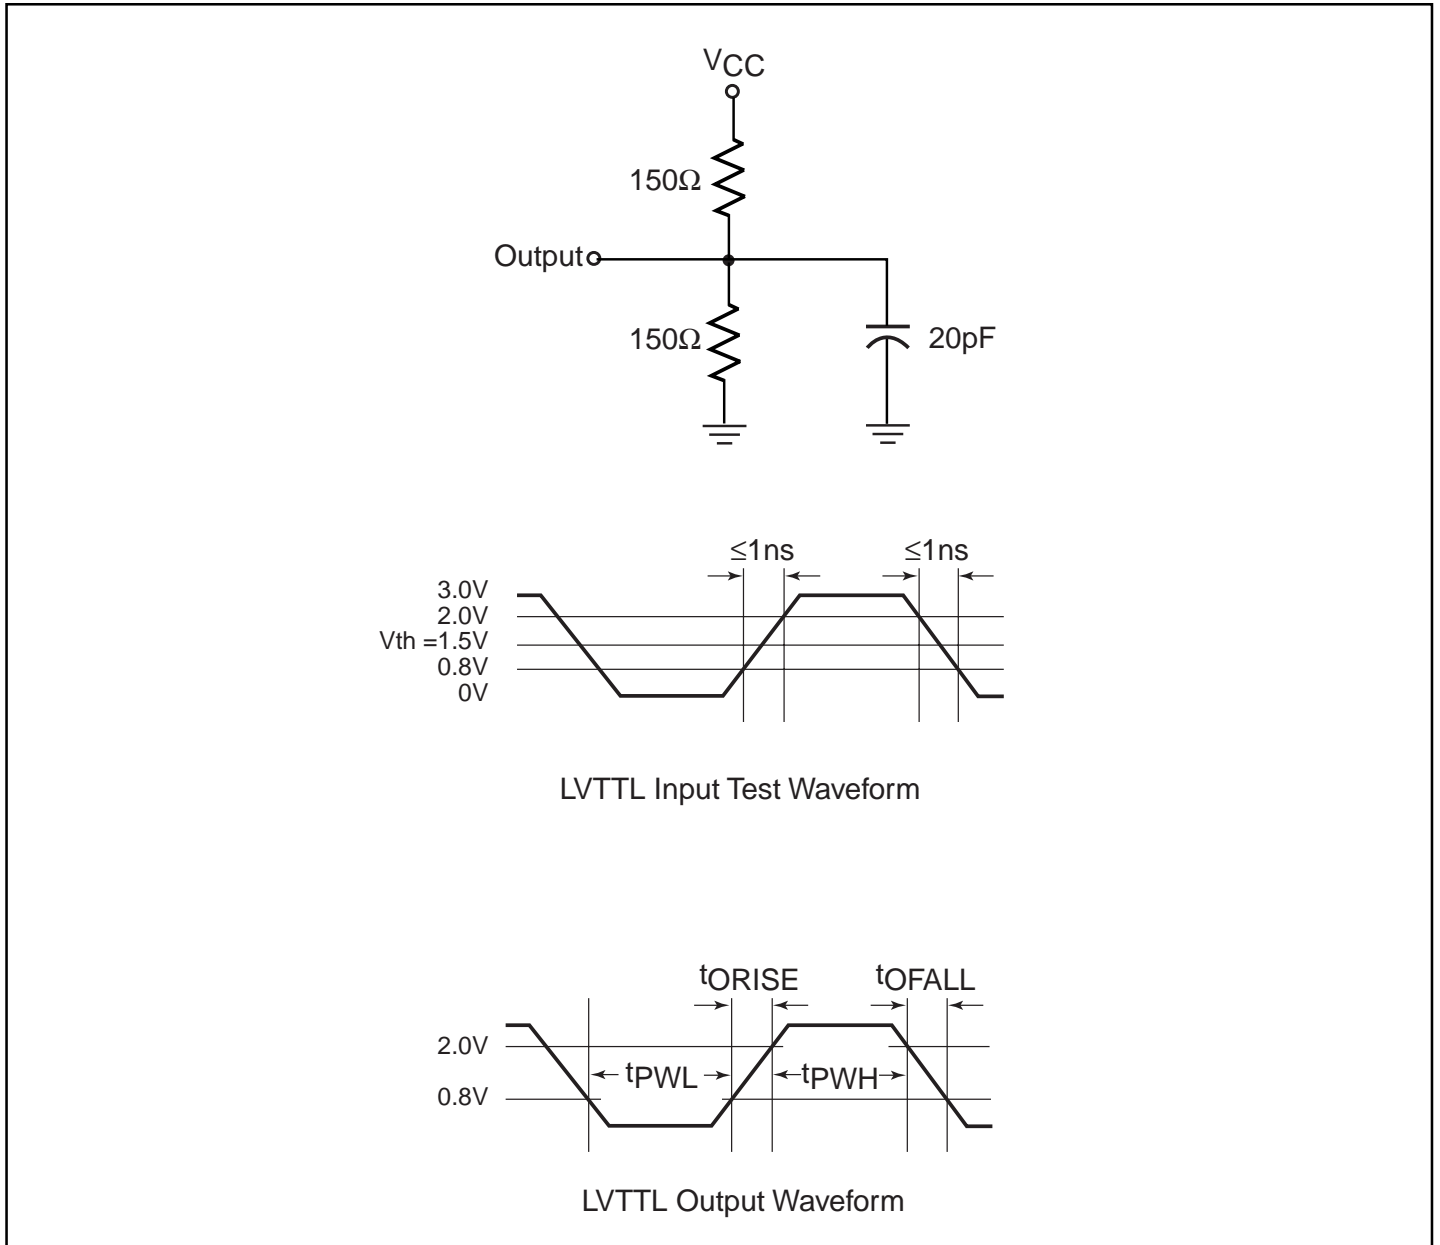 VCC
150Ω
Output
150Ω
20pF
≤1ns ≤1ns
3.0V
2.0V
Vth =1.5V
0.8V
0V
LVTTL Input Test Waveform
tORISE tOFALL
2.0V
tPWL tPWH
0.8V
LVTTL Output Waveform